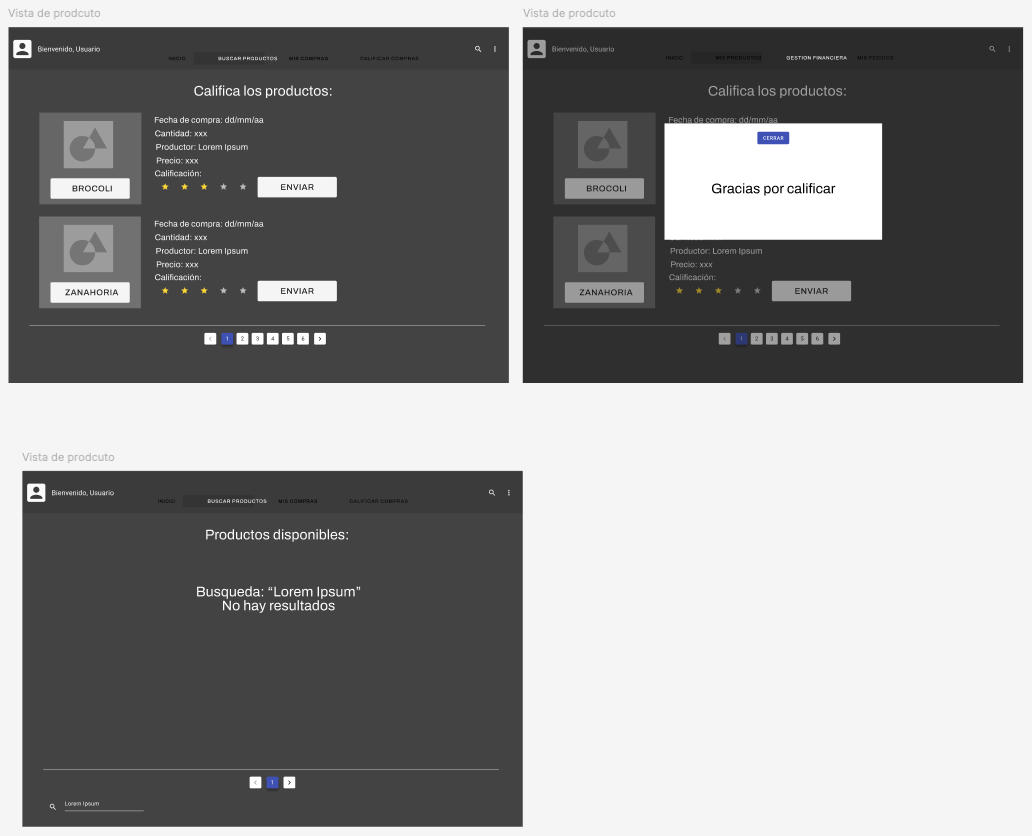 Vista de prodcuto
Bienvenido, Usuario
INICIO BUSCAR PRODUCTOS MIS COMPRAS CALIFICAR COMPRAS
Califica los productos:
Fecha de compra: dd/mm/aa
Cantidad: xxx
Productor: Lorem Ipsum
Precio: xxx
Calificación:
BROCOLI
ENVIAR
Fecha de compra: dd/mm/aa
Cantidad: xxx
Productor: Lorem Ipsum
Precio: xxx
Calificación:
ZANAHORIA
ENVIAR
< 1 2 3 4 5 6 >
Vista de prodcuto
Bienvenido, Usuario
INICIO MIS PRODUCTOS GESTION FINANCIERA MIS PEDIDOS
Califica los productos:
Fecha de compra: dd/mm/aa
CERRAR
Gracias por calificar
BROCOLI
Productor: Lorem Ipsum
Precio: xxx
Calificación:
ZANAHORIA
ENVIAR
< 1 2 3 4 5 6 >
Vista de prodcuto
Bienvenido, Usuario
INICIO BUSCAR PRODUCTOS MIS COMPRAS CALIFICAR COMPRAS
Productos disponibles:
Busqueda: “Lorem Ipsum”
No hay resultados
< 1 >
Lorem Ipsum